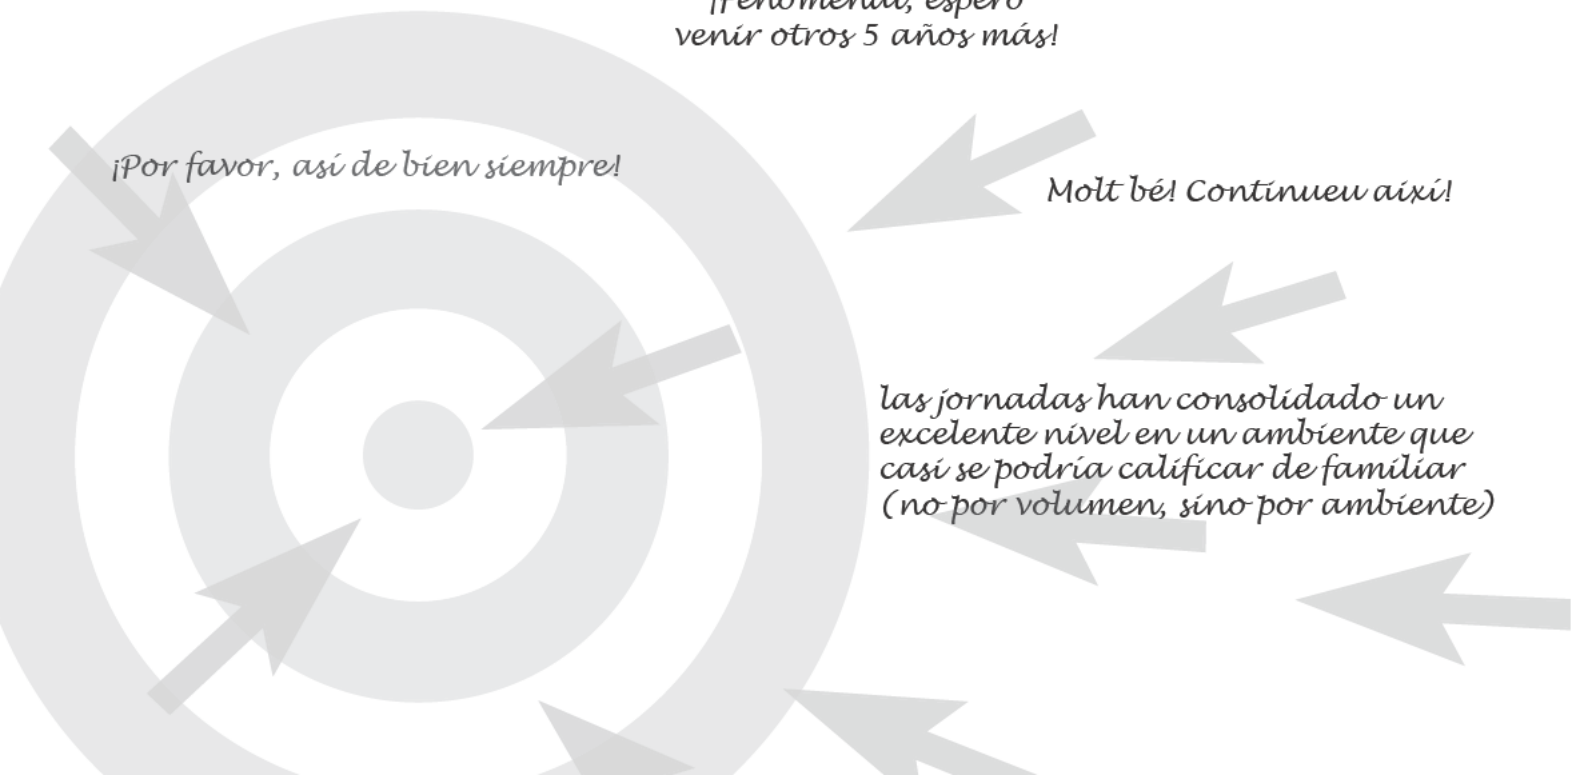 ¡Fenomenal, espero
venir otros 5 años más!
¡Por favor, así de bien siempre!
Molt bé! Continueu així!
las jornadas han consolidado un
excelente nivel en un ambiente que
casi se podría calificar de familiar
(no por volumen, sino por ambiente)